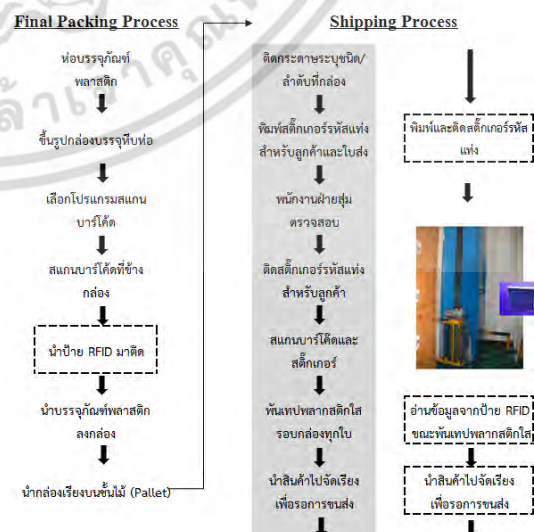 Final Packing Process
ห่อบรรจุภัณฑ์
พลาสติก
ขึ้นรูปกล่องบรรจุหีบห่อ
เลือกโปรแกรมสแกน
บาร์โค้ด
สแกนบาร์โค้ดที่ข้าง
กล่อง
นำป้าย RFID มาติด
นำบรรจุภัณฑ์พลาสติก
ลงกล่อง
นำกล่องเรียงบนชั้นไม้ (Pallet)
Shipping Process
ติดกระดาษระบุชนิด/
ลำดับที่กล่อง
พิมพ์สติ๊กเกอร์รหัสแท่ง
สำหรับลูกค้าและใบส่ง
พนักงานฝ่ายสุ่ม
ตรวจสอบ
ติดสติ๊กเกอร์รหัสแท่ง
สำหรับลูกค้า
สแกนบาร์โค๊ดและ
สติ๊กเกอร์
พันเทปพลาสติกใส
รอบกล่องทุกใบ
นำสินค้าไปจัดเรียง
เพื่อรอการขนส่ง
พิมพ์และติดสติ๊กเกอร์รหัส
แท่ง
อ่านข้อมูลจากป้าย RFID
ขณะพันเทปพลาสติกใส
นำสินค้าไปจัดเรียง
เพื่อรอการขนส่ง